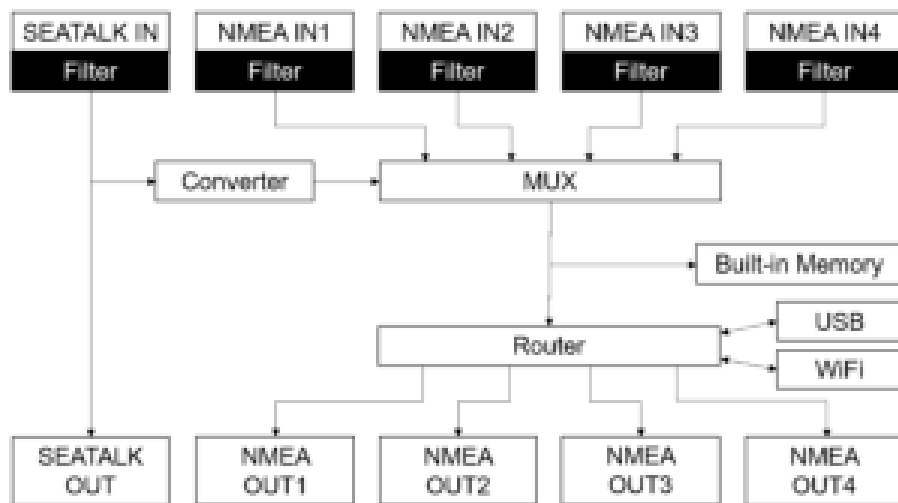 SEATALK IN
NMEA IN1
NMEA IN2
NMEA IN3
NMEA IN4
Filter
Filter
Filter
Filter
Filter
Converter
MUX
Built-in Memory
USB
Router
WiFi
SEATALK
OUT
NMEA
OUT1
NMEA
OUT2
NMEA
OUT3
NMEA
OUT4